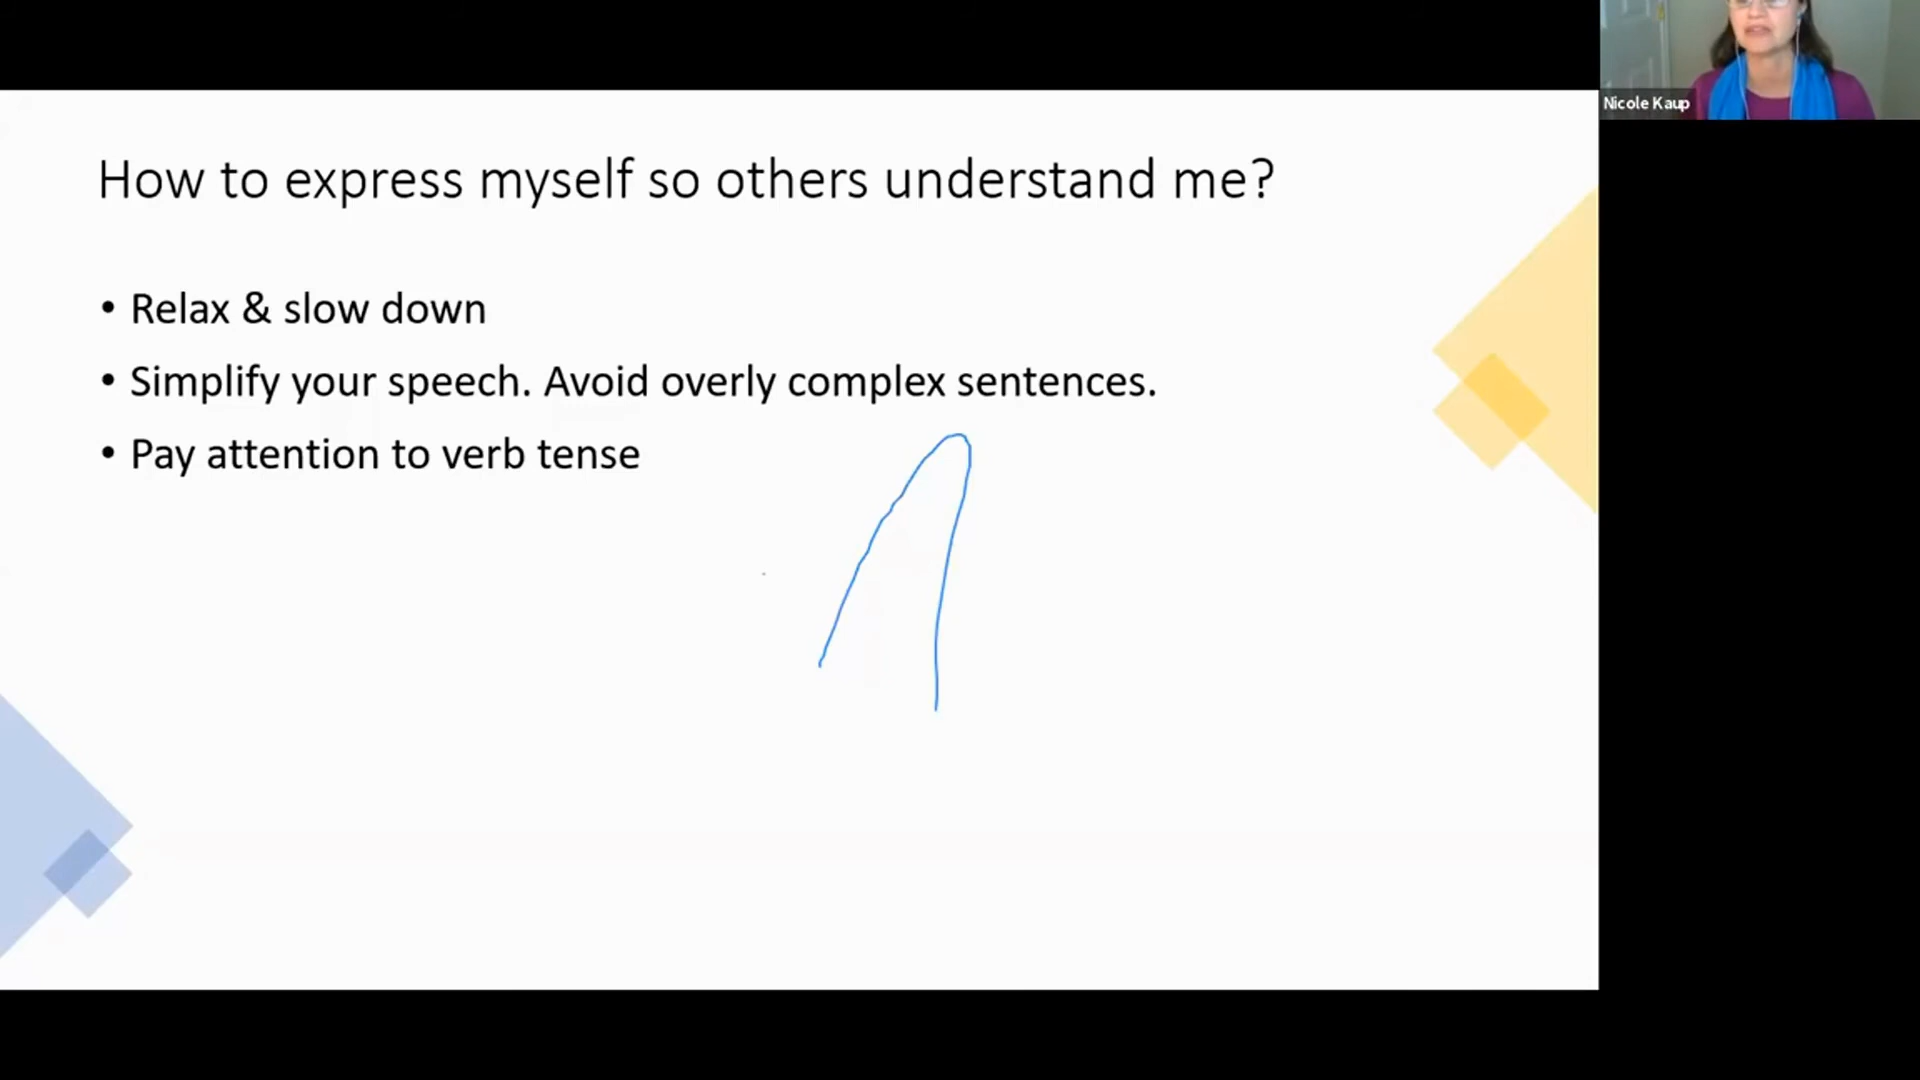 Nicole Kaup
How to express myself so others understand me?
• Relax & slow down
• Simplify your speech. Avoid overly complex sentences.
• Pay attention to verb tense